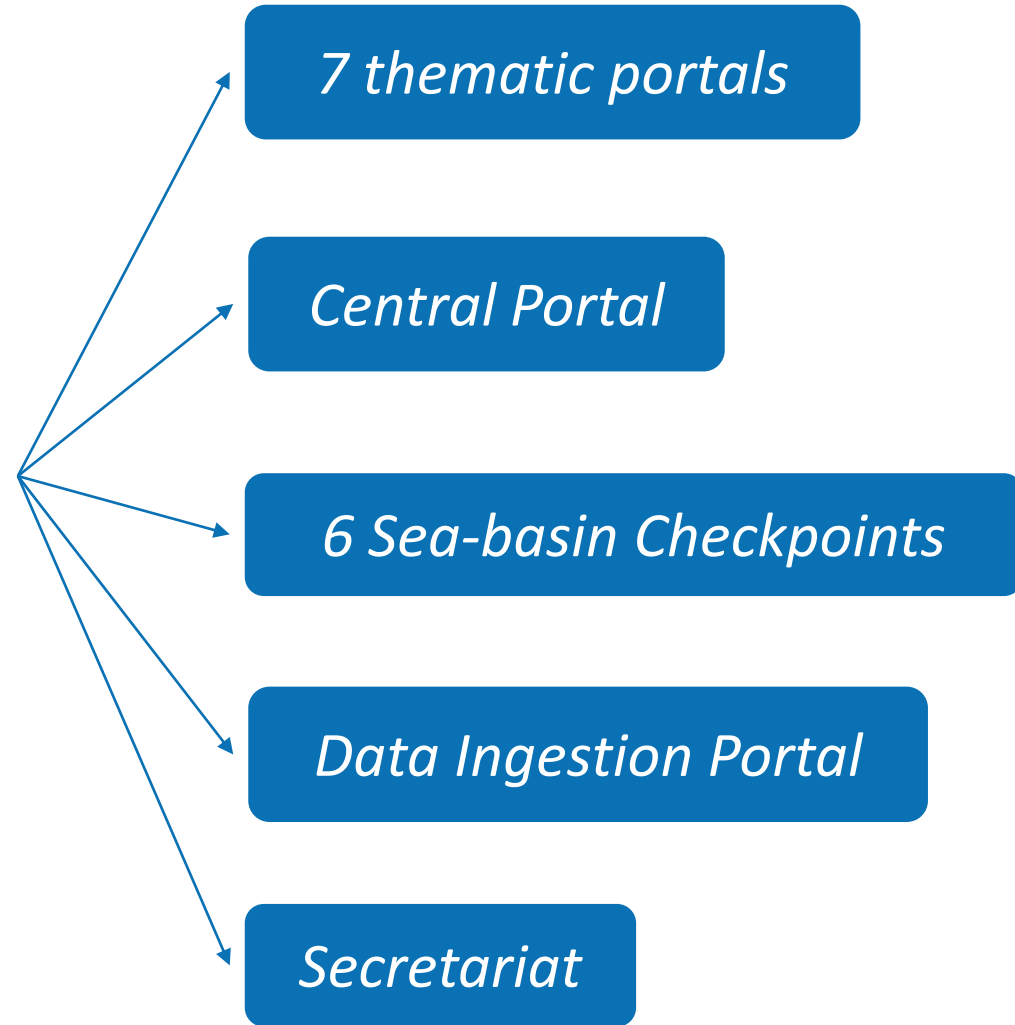 7 thematic portals
Central Portal
6 Sea-basin Checkpoints
Data Ingestion Portal
Secretariat